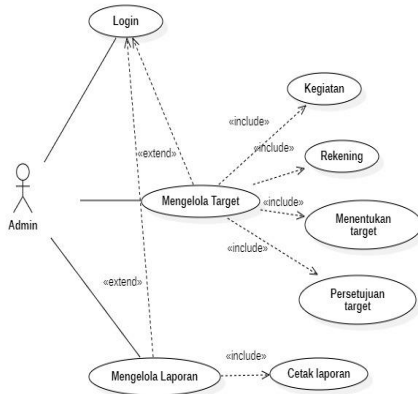 Login
Kegiatan
«include»
«include»
Rekening
«extend»
Admin
Mengelola Target
«include»
Menentukan
target
«include»
«extend»
Persetujuan
target
Mengelola Laporan
«include»
Cetak laporan